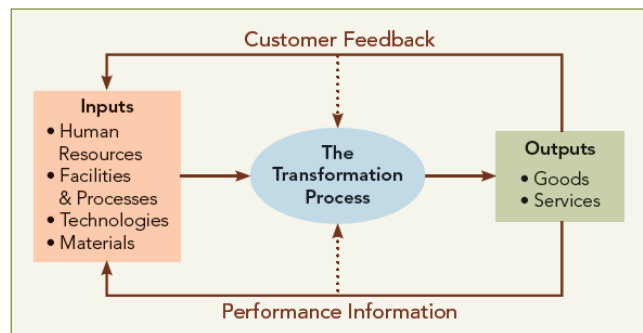 Customer Feedback
Inputs
• Human
Resources
• Facilities
& Processes
• Technologies
• Materials
The
Transformation
Process
Outputs
• Goods
• Services
Performance Information